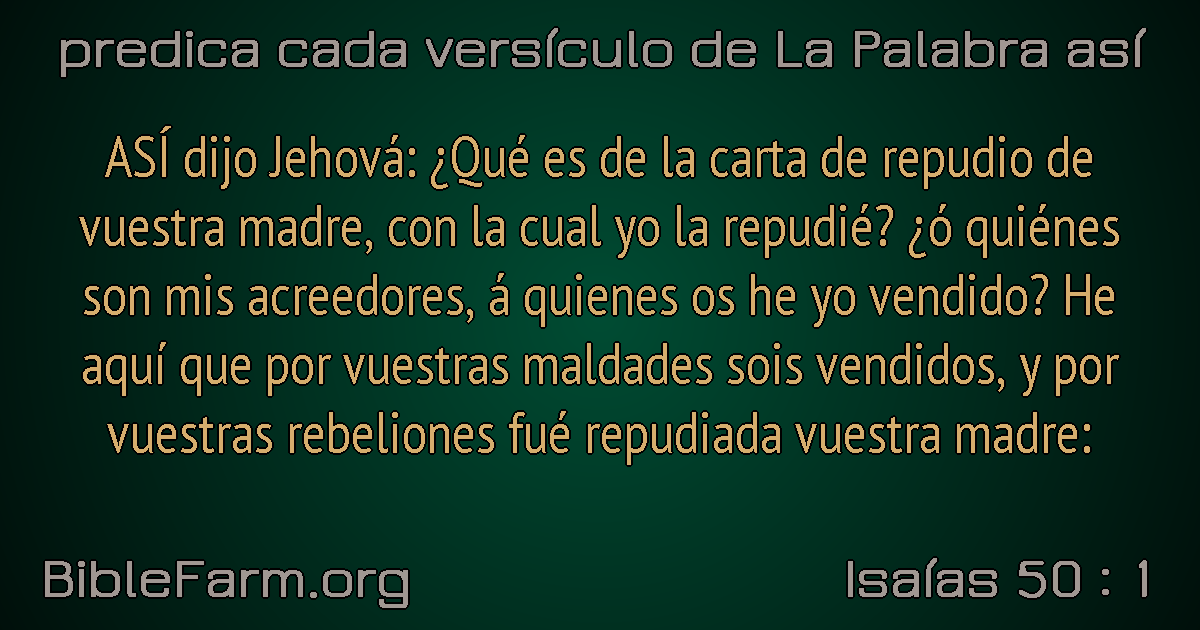 predica cada versículo de La Palabra así
ASÍ dijo Jehová: ¿Qué es de la carta de repudio de
vuestra madre, con la cual yo la repudié? ¿ó quiénes
son mis acreedores, á quienes os he yo vendido? He
aquí que por vuestras maldades sois vendidos, y por
vuestras rebeliones fué repudiada vuestra madre:
BibleFarm.org
Isaías 50 : 1